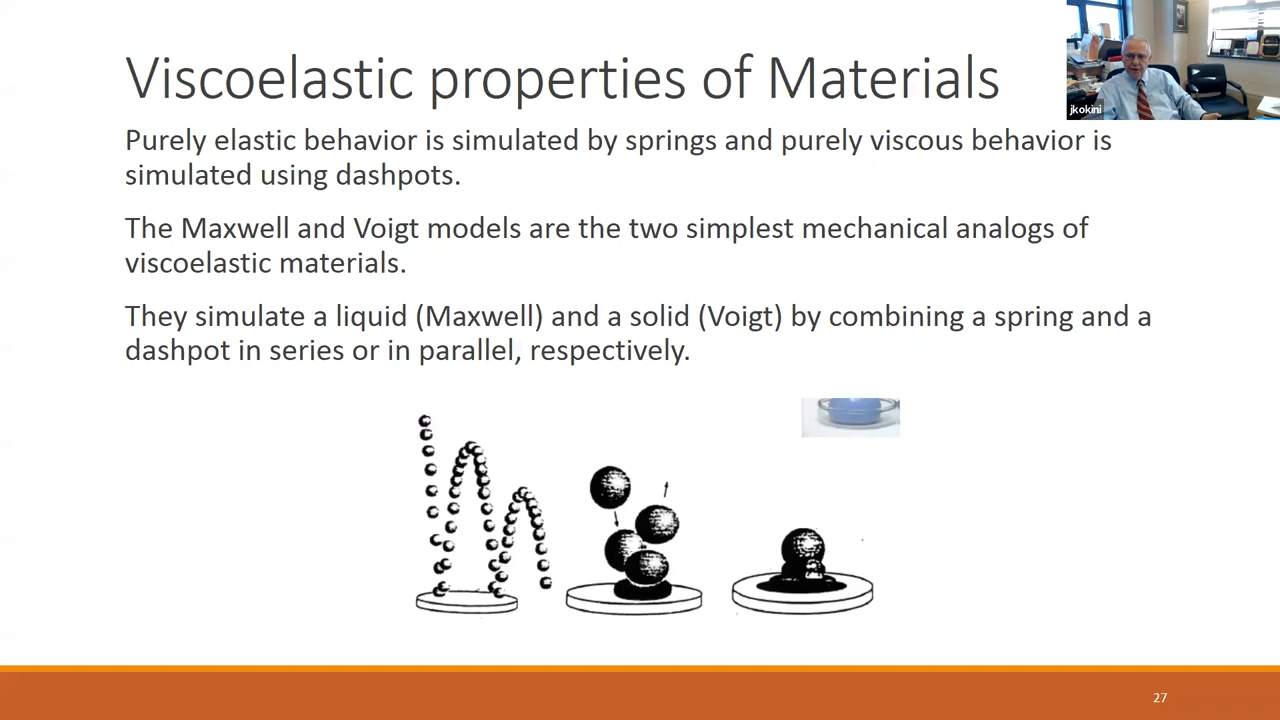 Viscoelastic properties of Materials
jkokini
Purely elastic behavior is simulated by springs and purely viscous behavior is
simulated using dashpots.
The Maxwell and Voigt models are the two simplest mechanical analogs of
viscoelastic materials.
They simulate a liquid (Maxwell) and a solid (Voigt) by combining a spring and a
dashpot in series or in parallel, respectively.
27